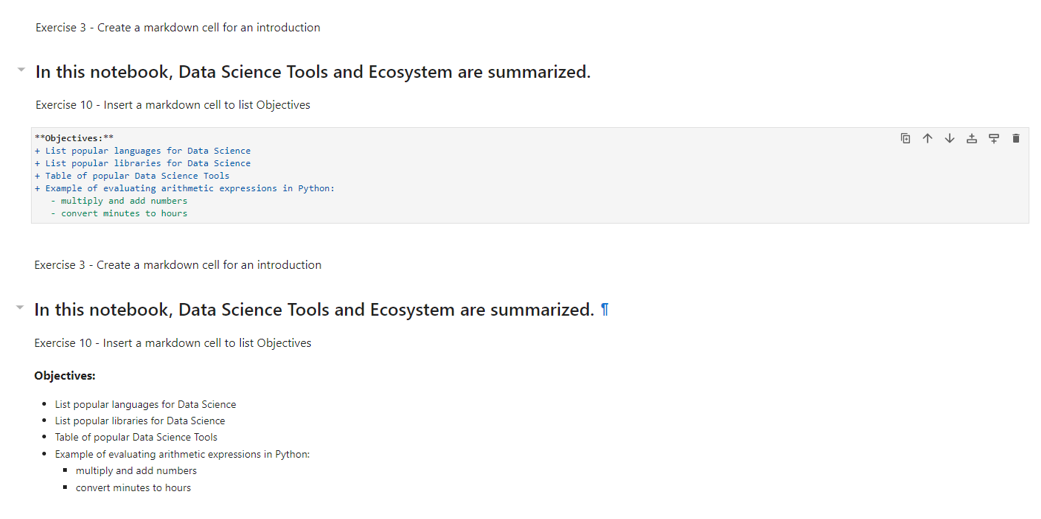 Exercise 3 - Create a markdown cell for an introduction
In this notebook, Data Science Tools and Ecosystem are summarized.
Exercise 10 - Insert a markdown cell to list Objectives
**Objectives:**
+ List popular languages for Data Science
+ List popular libraries for Data Science
+ Table of popular Data Science Tools
+ Example of evaluating arithmetic expressions in Python:
- multiply and add numbers
- convert minutes to hours
Exercise 3 - Create a markdown cell for an introduction
In this notebook, Data Science Tools and Ecosystem are summarized. ¶
Exercise 10 - Insert a markdown cell to list Objectives
Objectives:
• List popular languages for Data Science
• List popular libraries for Data Science
• Table of popular Data Science Tools
• Example of evaluating arithmetic expressions in Python:
▪ multiply and add numbers
▪ convert minutes to hours